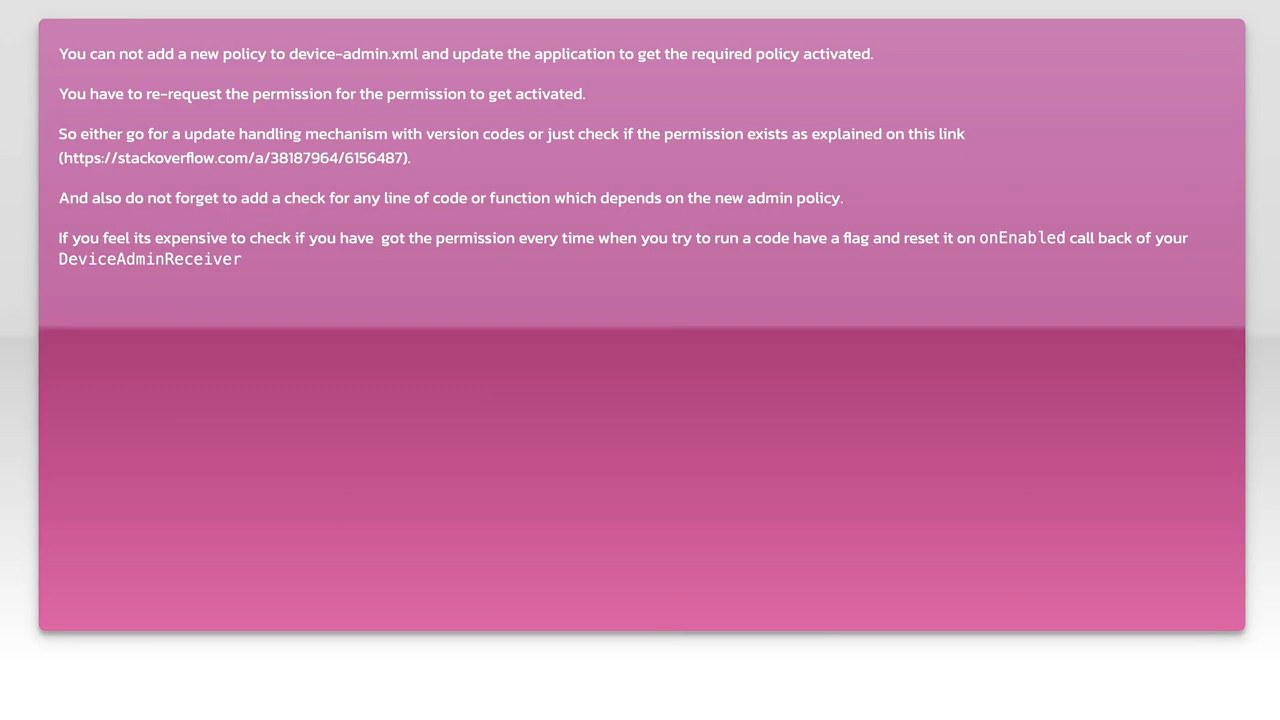 You can not add a new policy to device-admin.xml and update the application to get the required policy activated.
You have to re-request the permission for the permission to get activated.
So either go for a update handling mechanism with version codes or just check if the permission exists as explained on this link
(https://stackoverflow.com/a/38187964/6156487).
And also do not forget to add a check for any line of code or function which depends on the new admin policy.
If you feel its expensive to check if you have  got the permission every time when you try to run a code have a flag and reset it on onEnabled call back of your
DeviceAdminReceiver